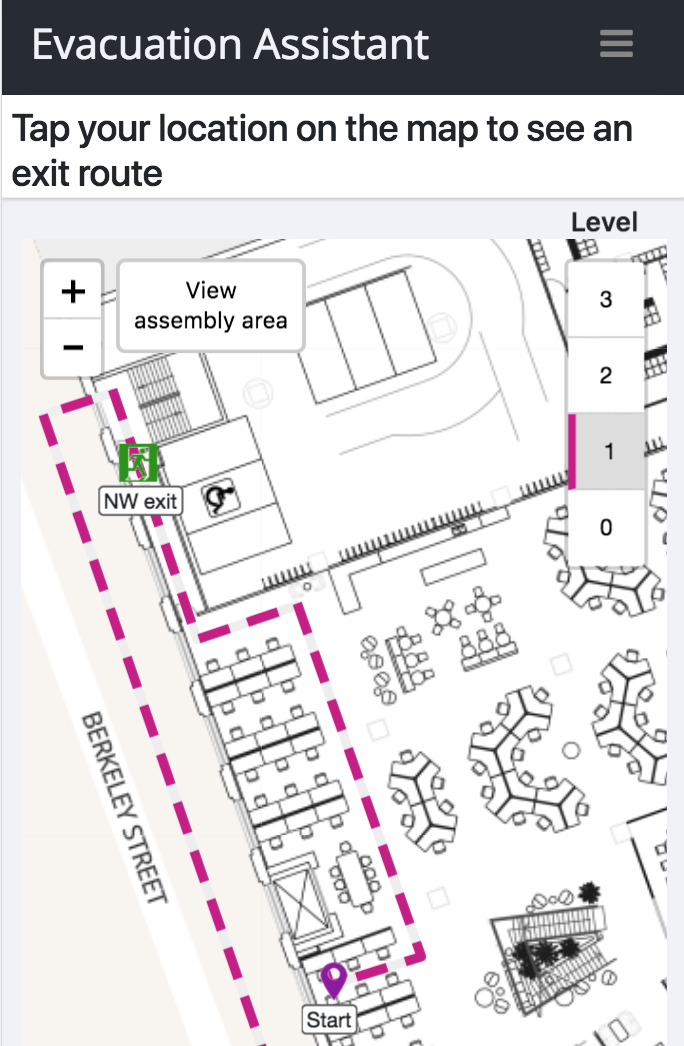 Evacuation Assistant
Tap your location on the map to see an
exit route
Level
+
−
View
assembly area
3
2
1
0
NW exit
BERKELEY STREET
Start